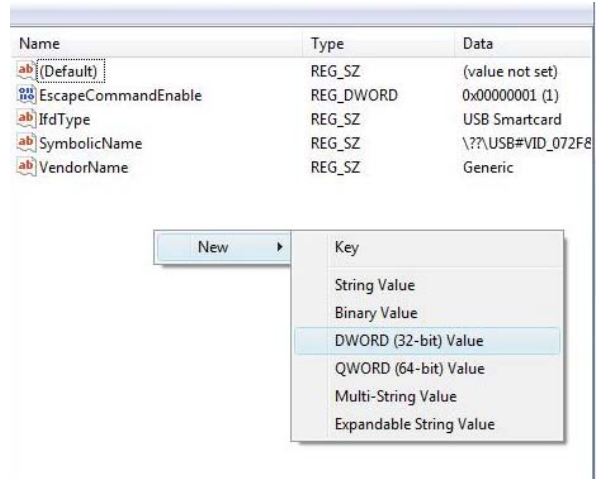 Name Type Data
(Default) REG_SZ (value not set)
EscapeCommandEnable REG_DWORD 0x00000001 (1)
IfdType REG_SZ USB Smartcard
SymbolicName REG_SZ \??\USB#VID_072F8
VendorName REG_SZ Generic
New Key
String Value
Binary Value
DWORD (32-bit) Value
QWORD (64-bit) Value
Multi-String Value
Expandable String Value